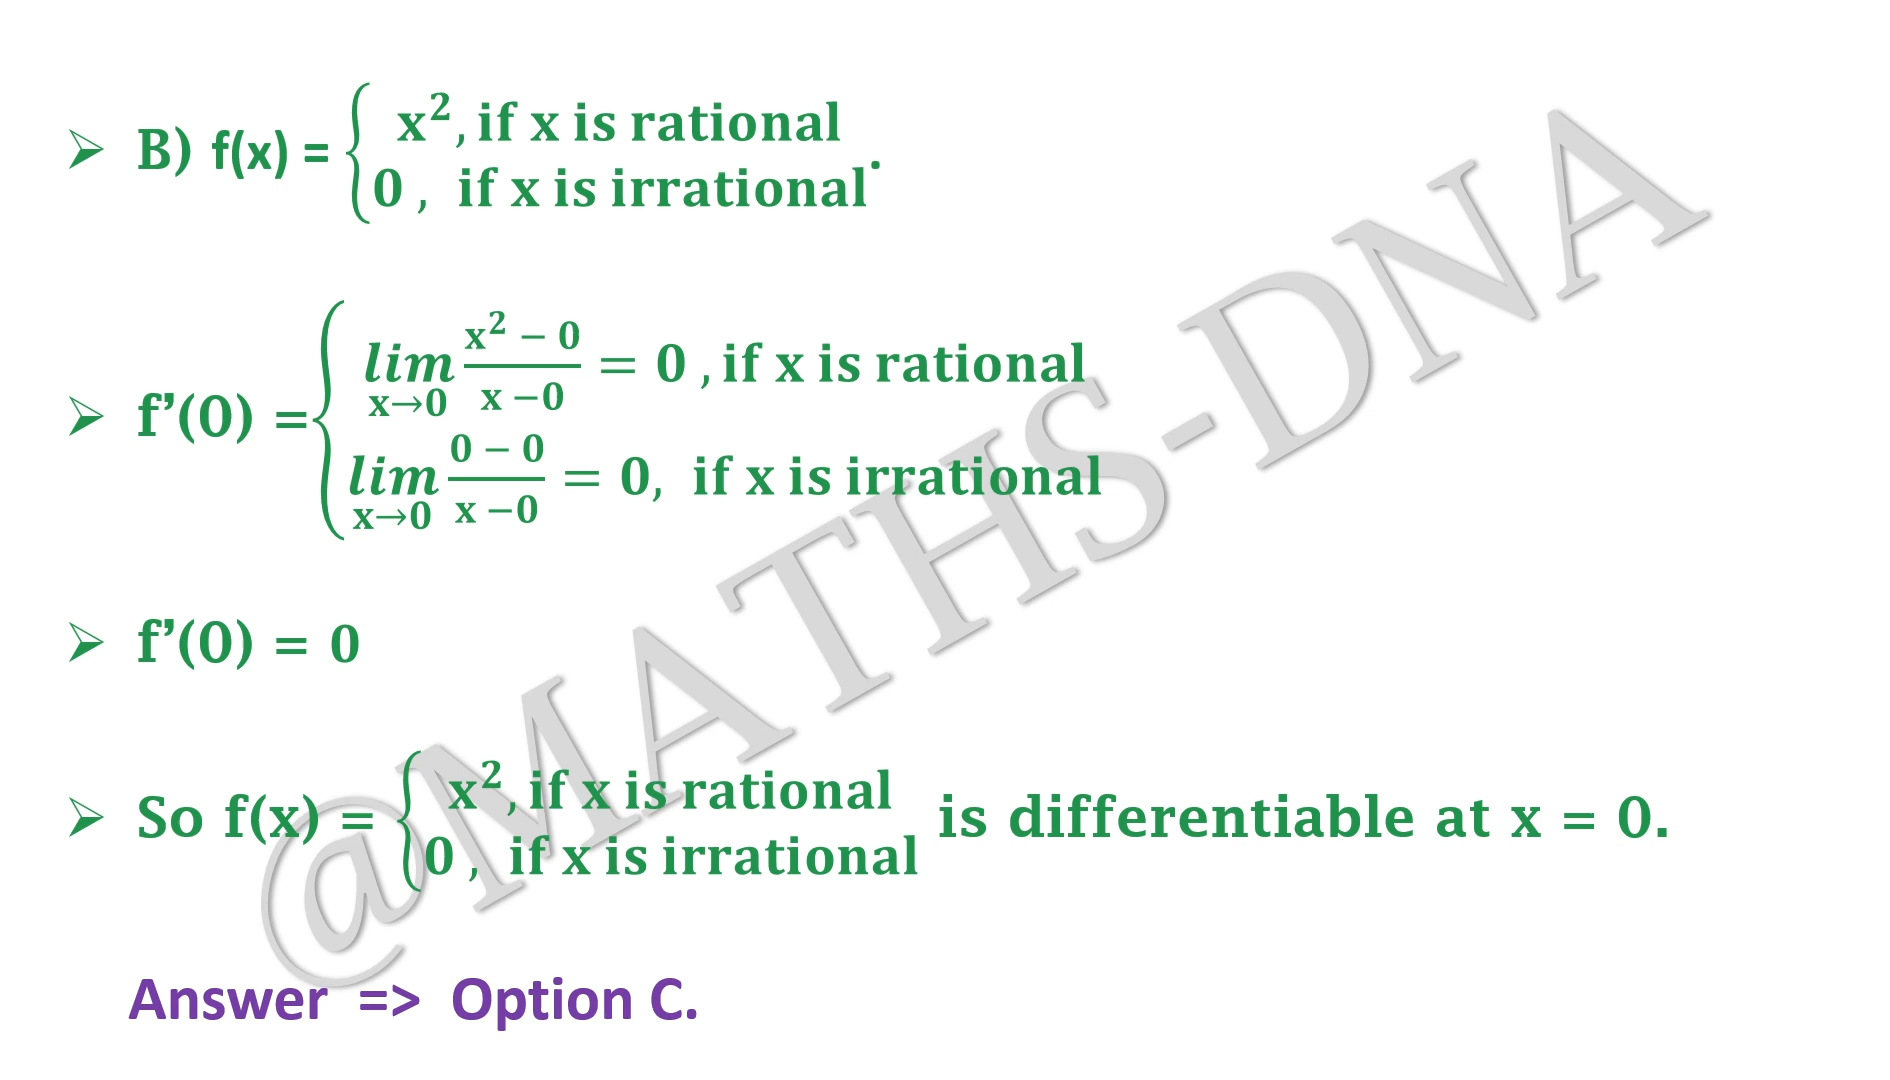 ➢ B) f(x) = { x², if x is rational
0 , if x is irrational .
➢ f’(0) = { lim x→0 (x² − 0)/(x −0) = 0 , if x is rational
lim x→0 (0 − 0)/(x −0) = 0, if x is irrational
➢ f’(0) = 0
➢ So f(x) = { x², if x is rational
0 , if x is irrational is differentiable at x = 0.
Answer => Option C.
@MATHS-DNA